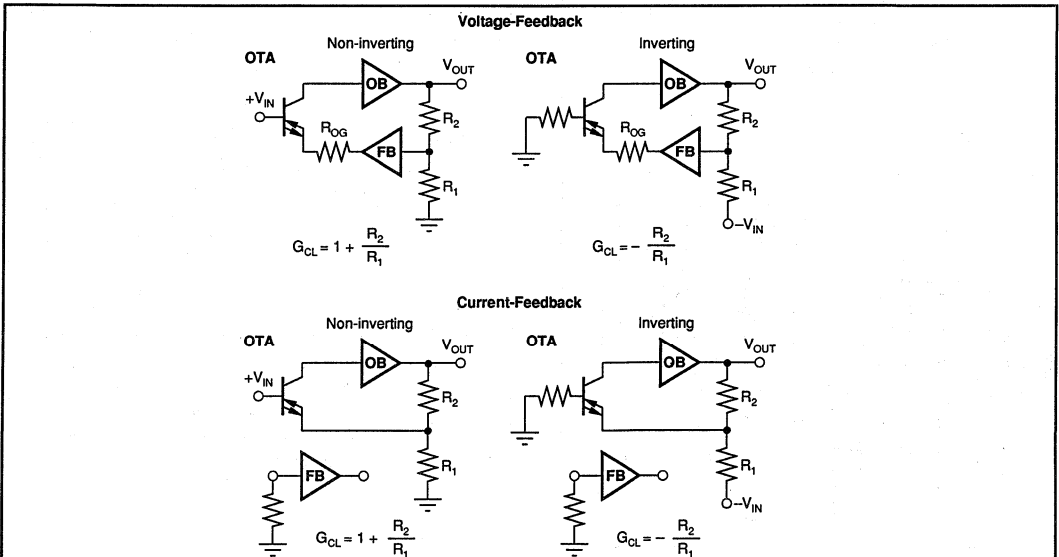 Voltage-Feedback
Non-inverting
OTA
OB
V_OUT
+V_IN
R_2
R_OG
FB
R_1
G_CL = 1 + R_2 / R_1
Inverting
OTA
OB
V_OUT
R_2
R_OG
FB
R_1
–V_IN
G_CL = – R_2 / R_1
Current-Feedback
Non-inverting
OTA
OB
V_OUT
+V_IN
R_2
R_1
FB
G_CL = 1 + R_2 / R_1
Inverting
OTA
OB
V_OUT
R_2
R_1
FB
–V_IN
G_CL = – R_2 / R_1